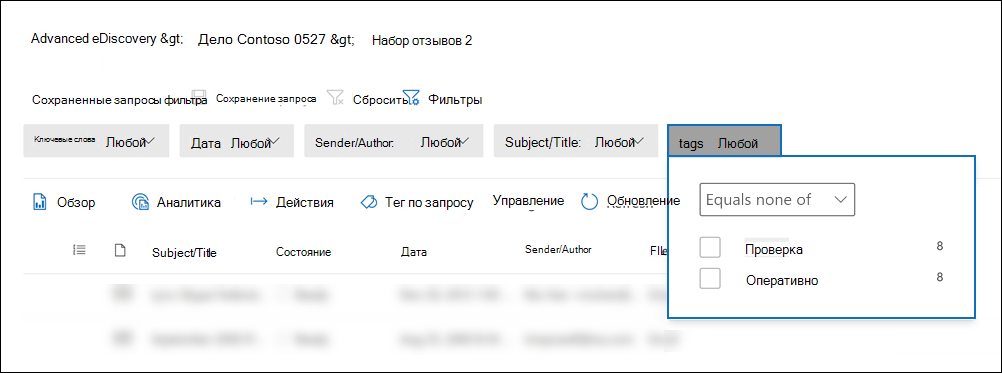 Advanced eDiscovery &gt; Дело Contoso 0527 &gt; Набор отзывов 2
Сохраненные запросы фильтра Сохранение запроса Сбросить Фильтры
Ключевые слова Любой Дата Любой Sender/Author: Любой Subject/Title: Любой tags Любой
Обзор Аналитика Действия Тег по запросу Управление Обновление
Equals none of
Subject/Title Состояние Дата Sender/Author
Проверка 8
Оперативно 8